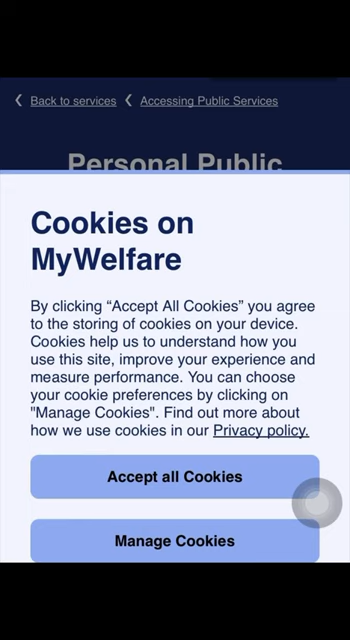 Back to services Accessing Public Services
Personal Public
Cookies on
MyWelfare
By clicking “Accept All Cookies” you agree
to the storing of cookies on your device.
Cookies help us to understand how you
use this site, improve your experience and
measure performance. You can choose
your cookie preferences by clicking on
"Manage Cookies". Find out more about
how we use cookies in our Privacy policy.
Accept all Cookies
Manage Cookies